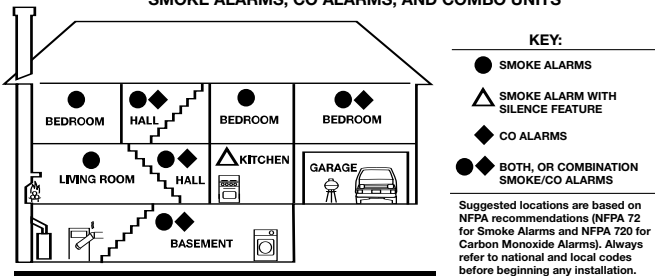 SMOKE ALARMS, CO ALARMS, AND COMBO UNITS
BEDROOM
HALL
BEDROOM
BEDROOM
LIVING ROOM
HALL
KITCHEN
GARAGE
BASEMENT
KEY:
SMOKE ALARMS
SMOKE ALARM WITH
SILENCE FEATURE
CO ALARMS
BOTH, OR COMBINATION
SMOKE/CO ALARMS
Suggested locations are based on
NFPA recommendations (NFPA 72
for Smoke Alarms and NFPA 720 for
Carbon Monoxide Alarms). Always
refer to national and local codes
before beginning any installation.